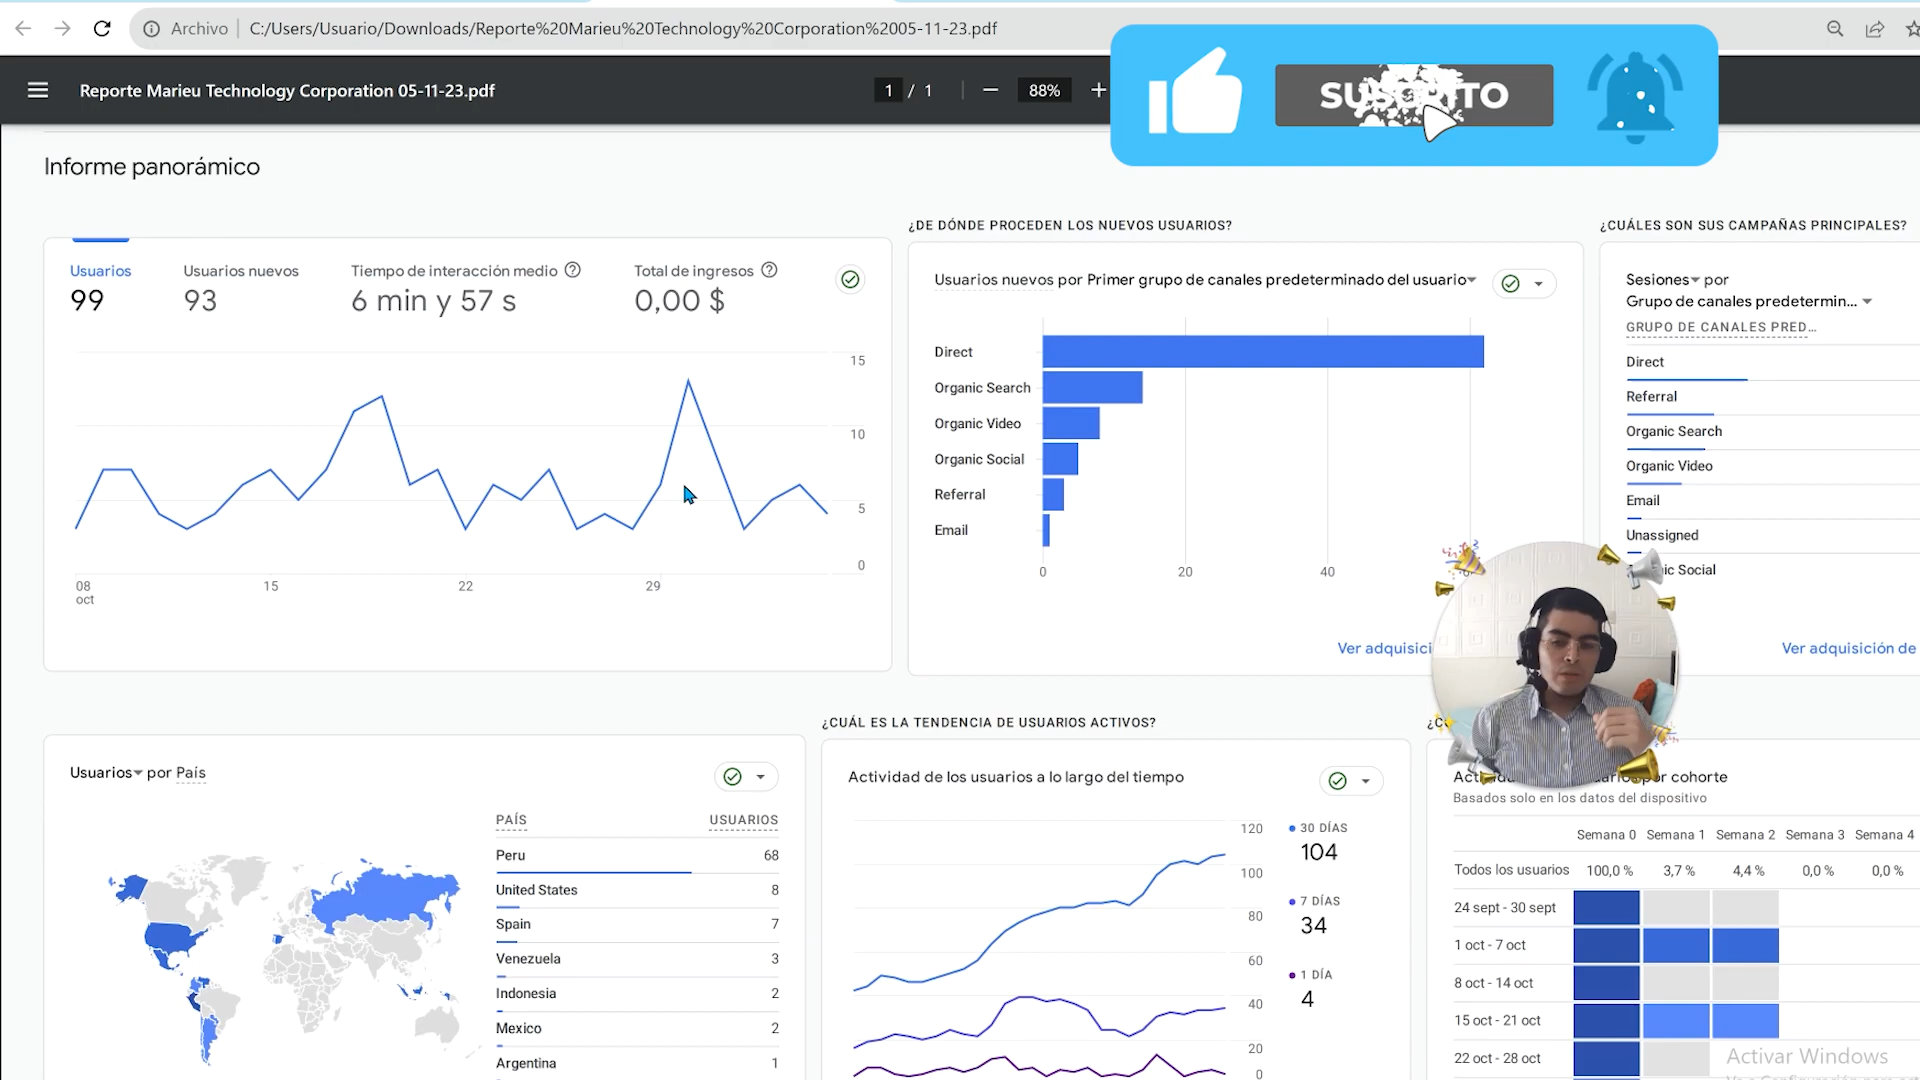 Archivo
C:/Users/Usuario/Downloads/Reporte%20Marieu%20Technology%20Corporation%2005-11-23.pdf
Reporte Marieu Technology Corporation 05-11-23.pdf
1 / 1
88%
SUSCRITO
Informe panorámico
Usuarios
99
Usuarios nuevos
93
Tiempo de interacción medio
6 min y 57 s
Total de ingresos
0,00 $
15
10
5
0
08
oct
15
22
29
¿DE DÓNDE PROCEDEN LOS NUEVOS USUARIOS?
Usuarios nuevos por Primer grupo de canales predeterminado del usuario
Direct
Organic Search
Organic Video
Organic Social
Referral
Email
0
20
40
Ver adquisici
¿CUÁLES SON SUS CAMPAÑAS PRINCIPALES?
Sesiones por
Grupo de canales predetermin...
GRUPO DE CANALES PRED...
Direct
Referral
Organic Search
Organic Video
Email
Unassigned
ic Social
Ver adquisición de
Usuarios por País
PAÍS USUARIOS
Peru 68
United States 8
Spain 7
Venezuela 3
Indonesia 2
Mexico 2
Argentina 1
¿CUÁL ES LA TENDENCIA DE USUARIOS ACTIVOS?
Actividad de los usuarios a lo largo del tiempo
120
100
80
60
40
20
0
30 DÍAS
104
7 DÍAS
34
1 DÍA
4
por cohorte
Basados solo en los datos del dispositivo
Semana 0 Semana 1 Semana 2 Semana 3 Semana 4
Todos los usuarios 100,0 % 3,7 % 4,4 % 0,0 % 0,0 %
24 sept - 30 sept
1 oct - 7 oct
8 oct - 14 oct
15 oct - 21 oct
22 oct - 28 oct
Activar Windows